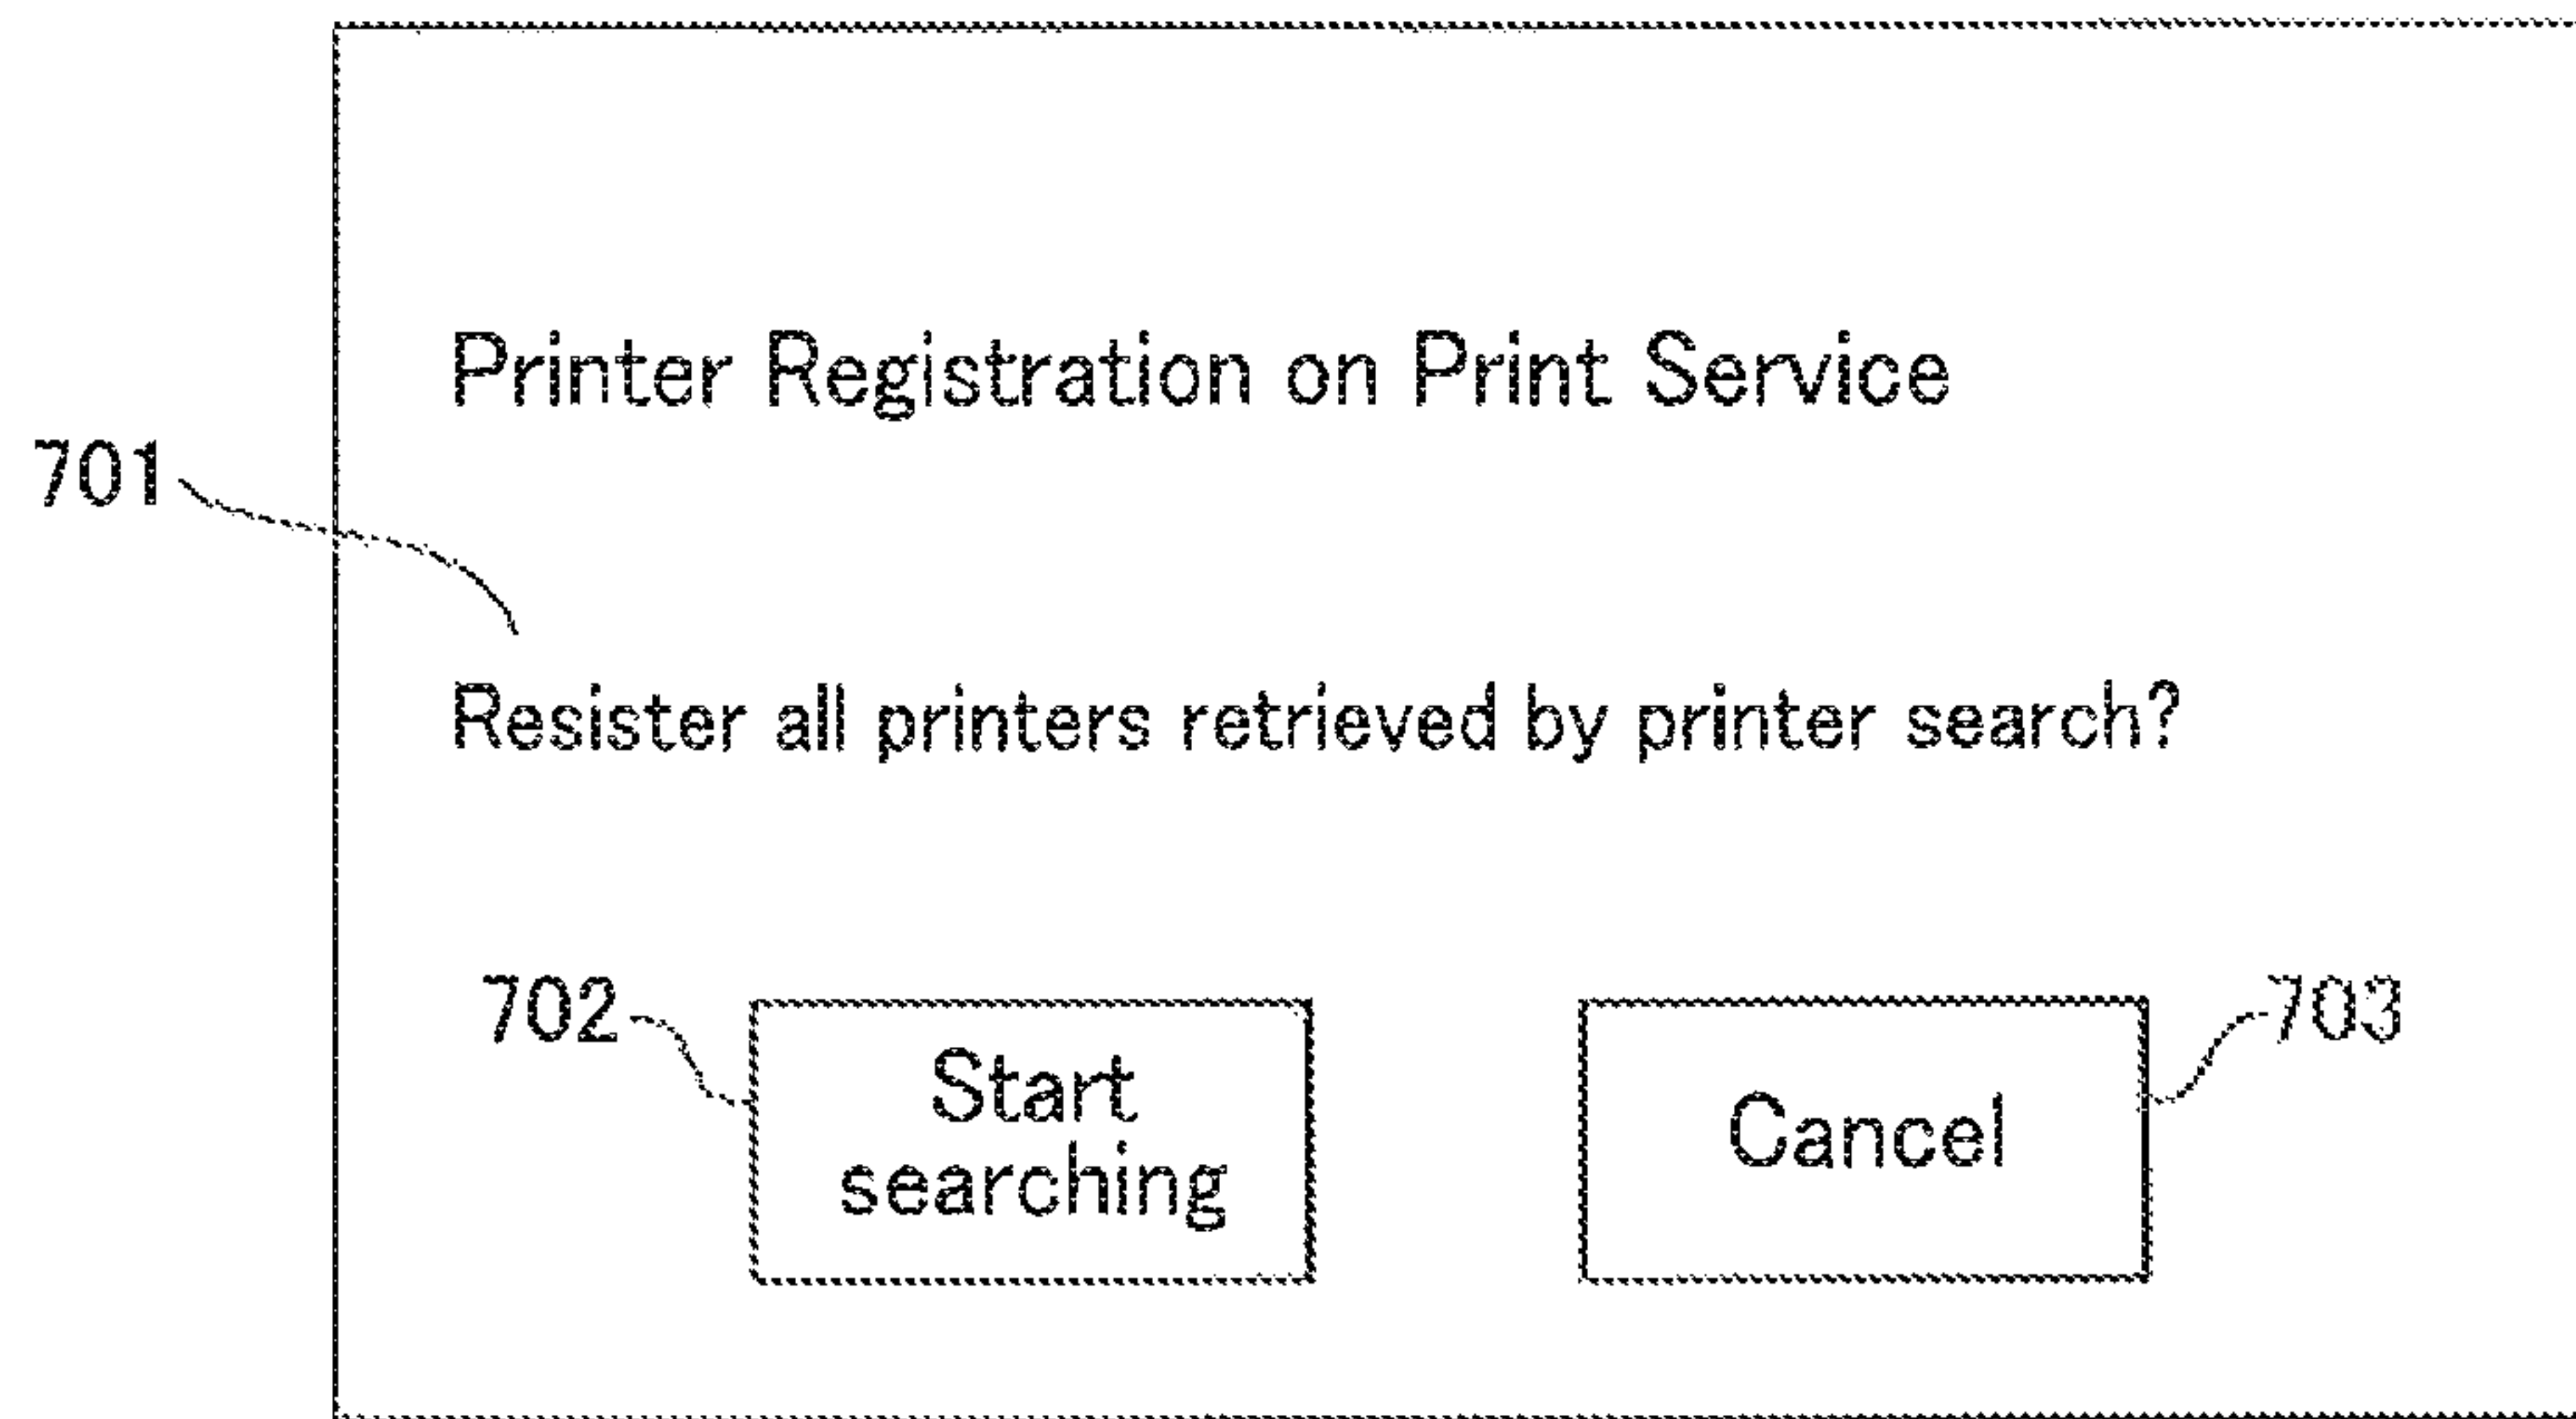 Printer Registration on Print Service
701
Resister all printers retrieved by printer search?
702
Start
searching
Cancel
703